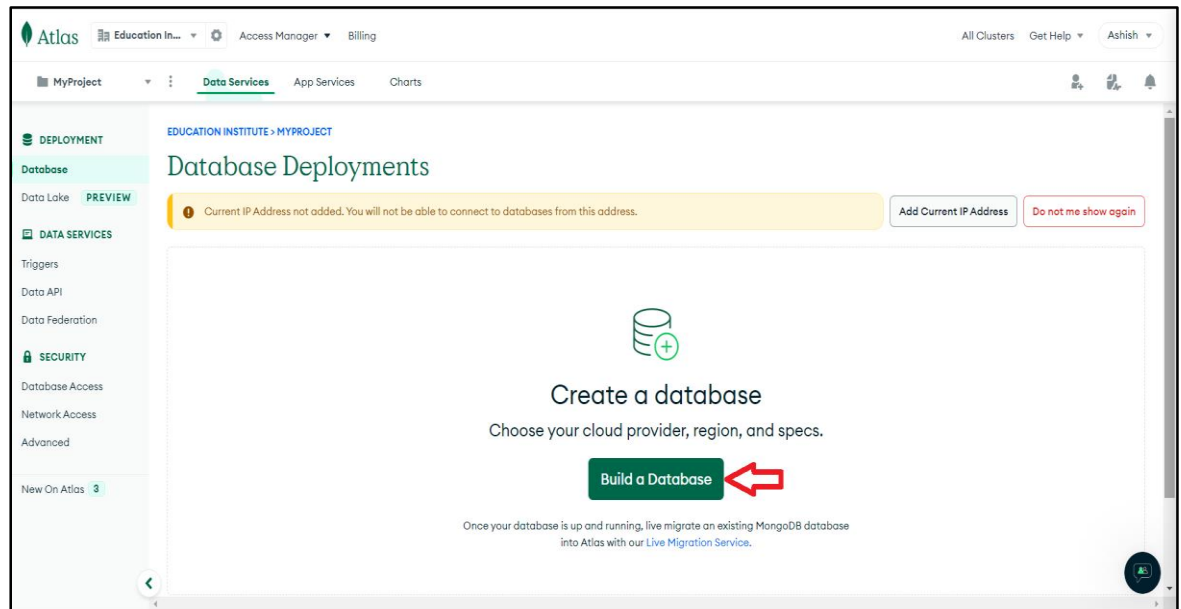 Atlas Education In... Access Manager Billing All Clusters Get Help Ashish
MyProject Data Services App Services Charts
DEPLOYMENT
Database
Data Lake PREVIEW
DATA SERVICES
Triggers
Data API
Data Federation
SECURITY
Database Access
Network Access
Advanced
New On Atlas 3
EDUCATION INSTITUTE > MYPROJECT
Database Deployments
Current IP Address not added. You will not be able to connect to databases from this address. Add Current IP Address Do not me show again
Create a database
Choose your cloud provider, region, and specs.
Build a Database
Once your database is up and running, live migrate an existing MongoDB database
into Atlas with our Live Migration Service.